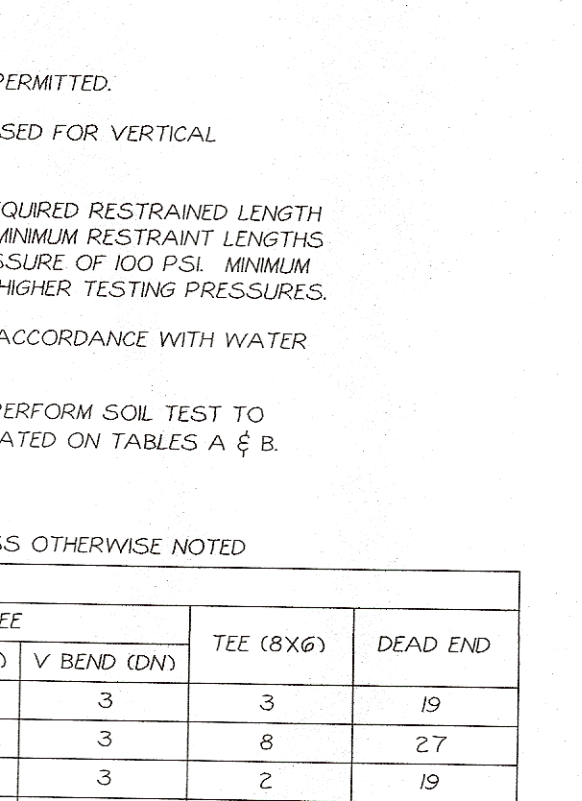 PERMITTED.
SED FOR VERTICAL
QUIRED RESTRAINED LENGTH
MINIMUM RESTRAINT LENGTHS
SSURE OF 100 PSI. MINIMUM
HIGHER TESTING PRESSURES.
ACCORDANCE WITH WATER
PERFORM SOIL TEST TO
ATED ON TABLES A & B.
SS OTHERWISE NOTED
EE TEE (8X6) DEAD END
) V BEND (DN)
3 3 19
3 8 27
3 2 19